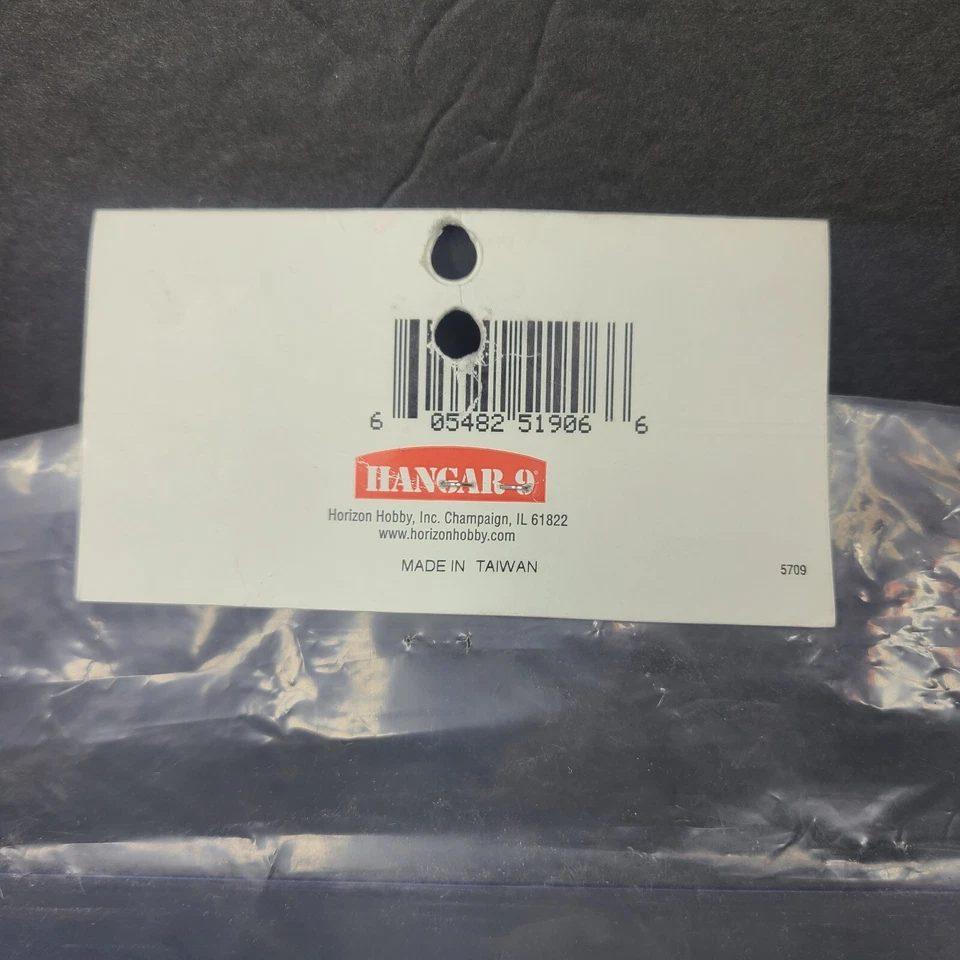 6 05482 51906 6
HANGAR-9
Horizon Hobby, Inc. Champaign, IL 61822
www.horizonhobby.com
MADE IN TAIWAN
5709